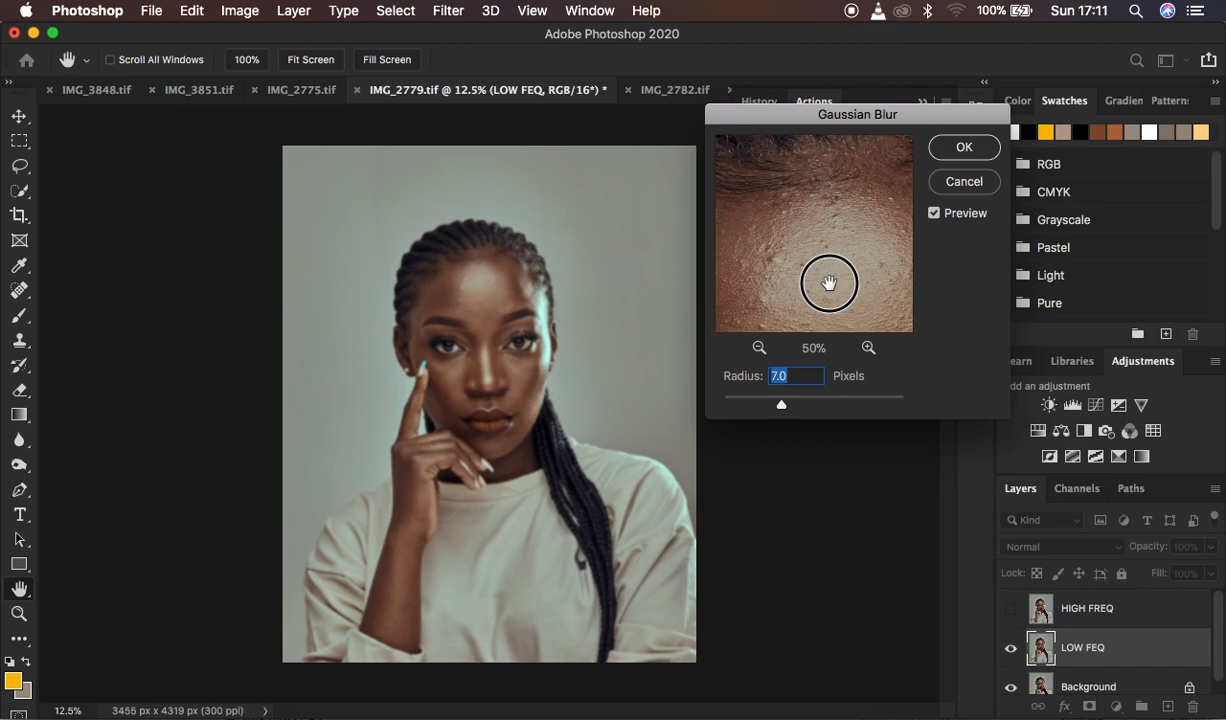 Photoshop File Edit Image Layer Type Select Filter 3D View Window Help 100% Sun 17:11
Adobe Photoshop 2020
Scroll All Windows 100% Fit Screen Fill Screen
IMG_3848.tif IMG_3851.tif IMG_2775.tif IMG_2779.tif @ 12.5% (LOW FEQ, RGB/16*) * IMG_2782.tif
History Actions
Color Swatches Gradien Patterns
Gaussian Blur
OK
Cancel
Preview
50%
Radius: 7.0 Pixels
RGB
CMYK
Grayscale
Pastel
Light
Pure
earn Libraries Adjustments
dd an adjustment
Layers Channels Paths
Kind
Normal Opacity: 100%
Lock: Fill: 100%
HIGH FREQ
LOW FEQ
Background
12.5% 3455 px x 4319 px (300 ppi)